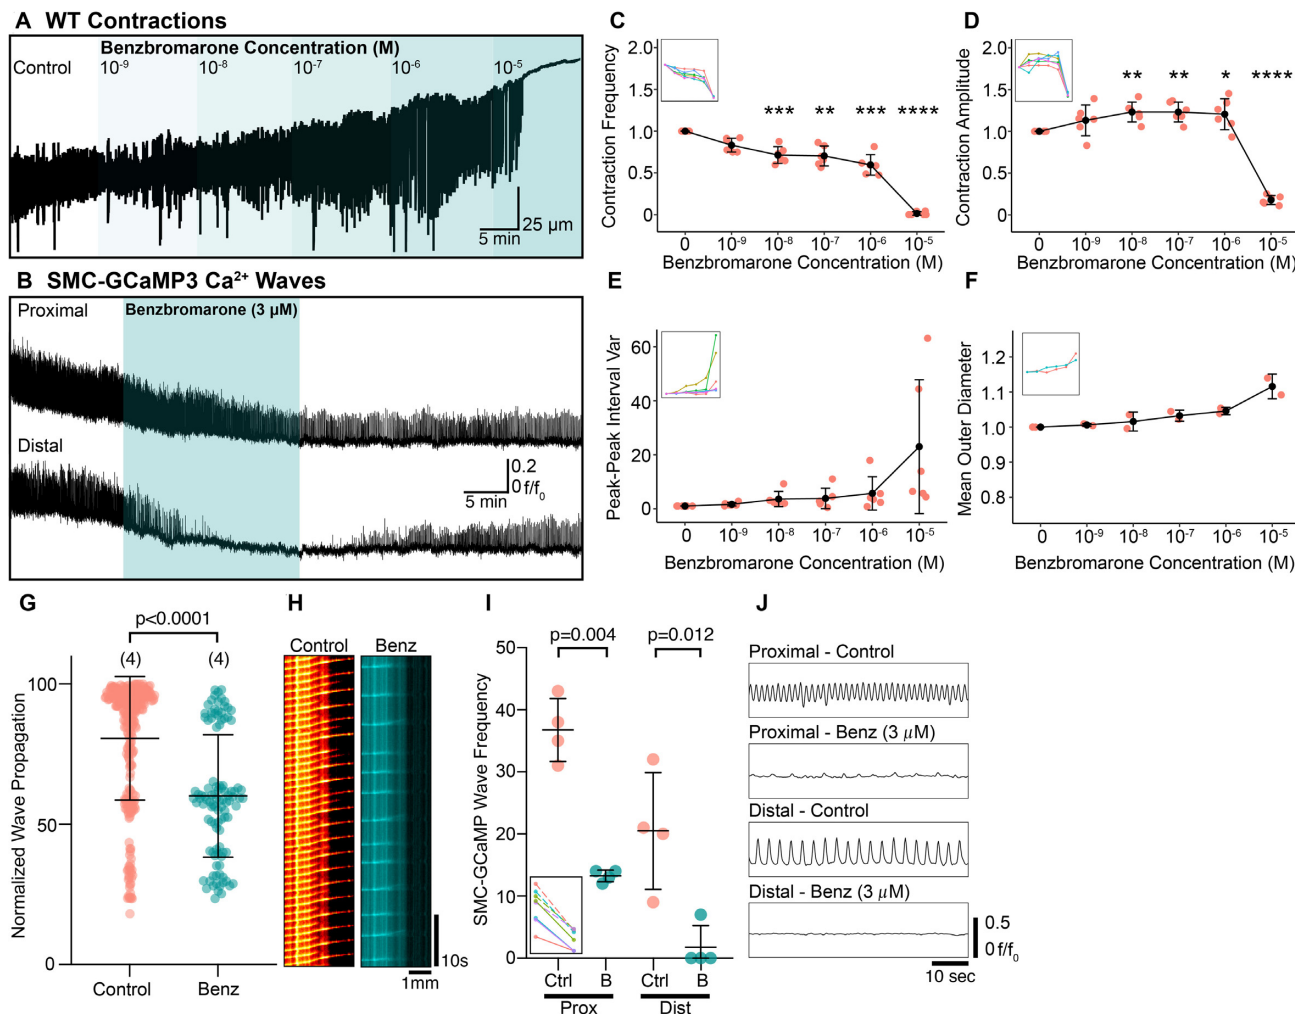 A WT Contractions
Benzbromarone Concentration (M)
Control 10⁻⁹ 10⁻⁸ 10⁻⁷ 10⁻⁶ 10⁻⁵
25 µm
5 min
B SMC-GCaMP3 Ca²⁺ Waves
Proximal
Benzbromarone (3 µM)
Distal
0.2
0 f/f₀
5 min
C
Contraction Frequency
2.0
1.5
1.0
0.5
0
*** ** *** ****
0 10⁻⁹ 10⁻⁸ 10⁻⁷ 10⁻⁶ 10⁻⁵
Benzbromarone Concentration (M)
D
Contraction Amplitude
2.0
1.5
1.0
0.5
0
** ** * ****
0 10⁻⁹ 10⁻⁸ 10⁻⁷ 10⁻⁶ 10⁻⁵
Benzbromarone Concentration (M)
E
Peak-Peak Interval Var
60
40
20
0
0 10⁻⁹ 10⁻⁸ 10⁻⁷ 10⁻⁶ 10⁻⁵
Benzbromarone Concentration (M)
F
Mean Outer Diameter
1.2
1.1
1.0
0.9
0.8
0 10⁻⁹ 10⁻⁸ 10⁻⁷ 10⁻⁶ 10⁻⁵
Benzbromarone Concentration (M)
G
p<0.0001
(4) (4)
Normalized Wave Propagation
100
50
0
Control Benz
H
Control Benz
10s
1mm
I
p=0.004 p=0.012
SMC-GCaMP Wave Frequency
50
40
30
20
10
0
Ctrl B Ctrl B
Prox Dist
J
Proximal - Control
Proximal - Benz (3 µM)
Distal - Control
Distal - Benz (3 µM)
0.5
0 f/f₀
10 sec